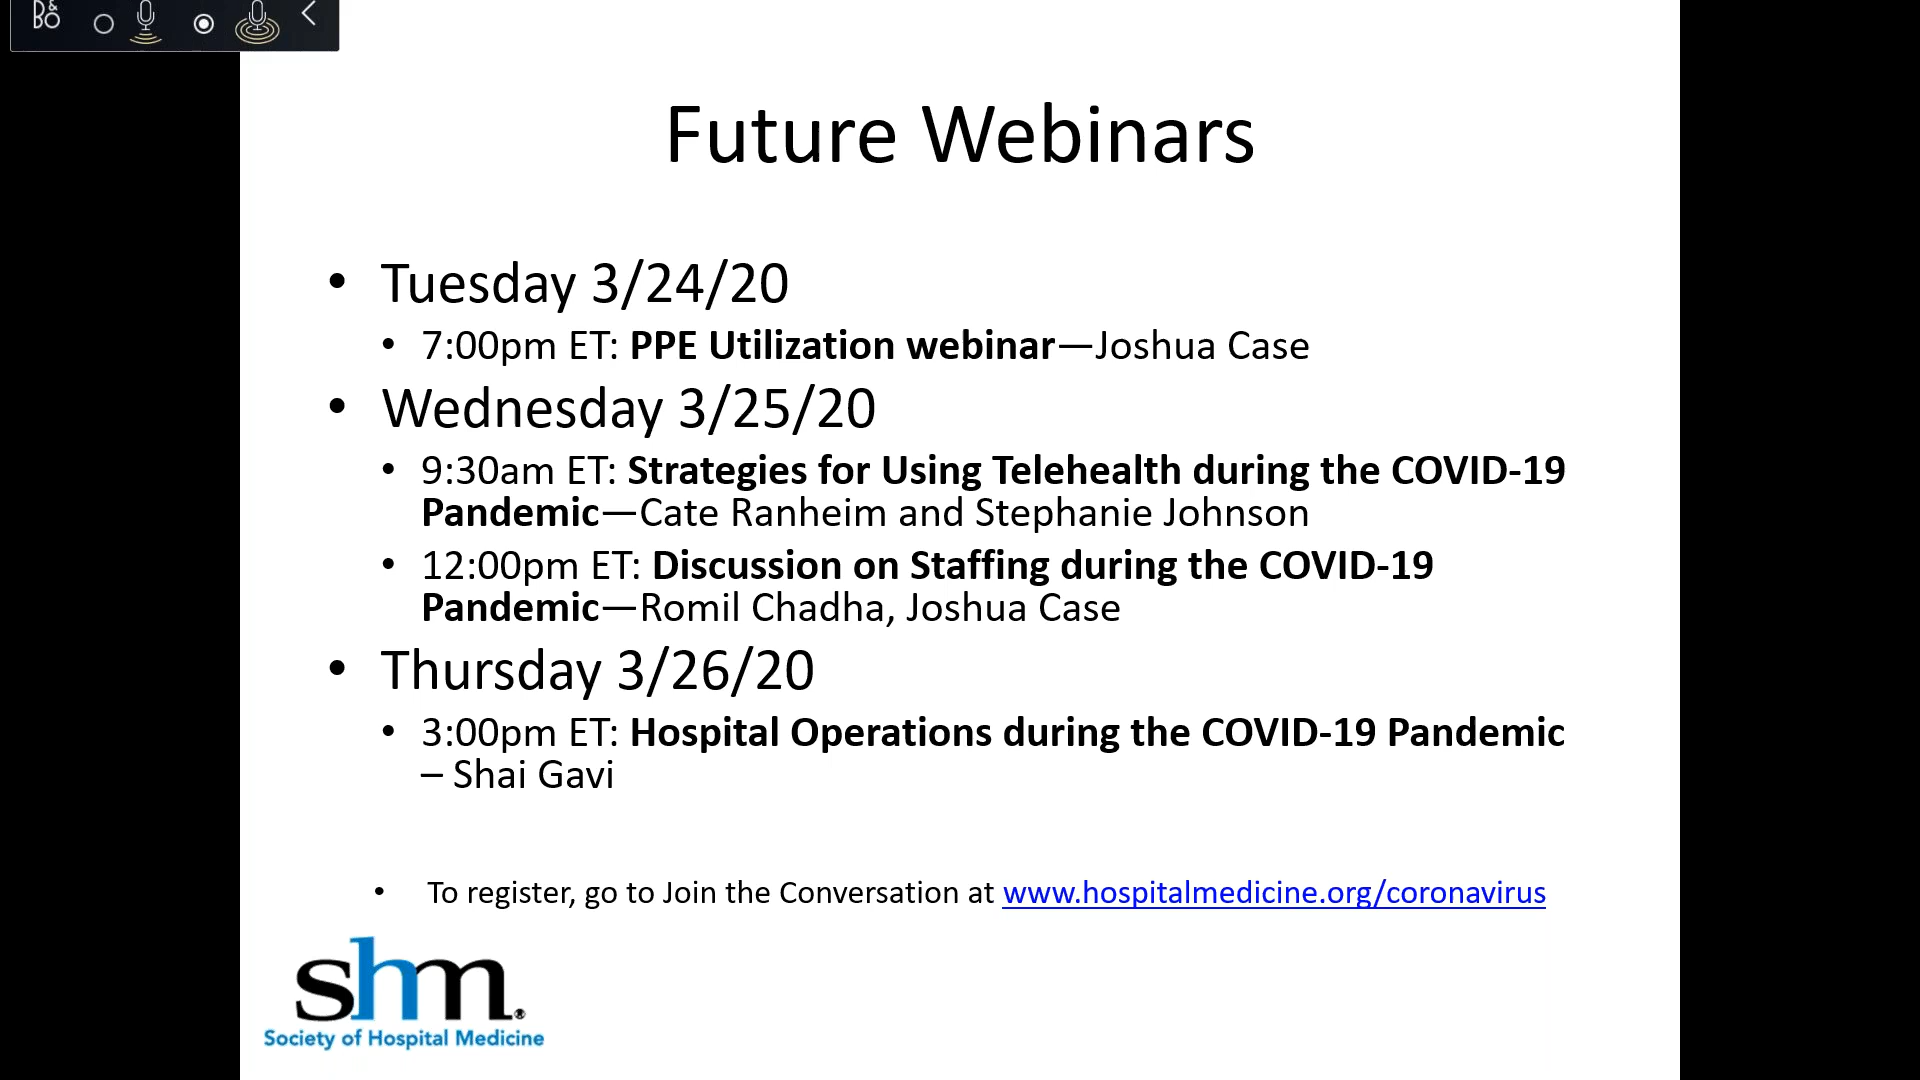 B&O
Future Webinars
• Tuesday 3/24/20
• 7:00pm ET: PPE Utilization webinar—Joshua Case
• Wednesday 3/25/20
• 9:30am ET: Strategies for Using Telehealth during the COVID-19
Pandemic—Cate Ranheim and Stephanie Johnson
• 12:00pm ET: Discussion on Staffing during the COVID-19
Pandemic—Romil Chadha, Joshua Case
• Thursday 3/26/20
• 3:00pm ET: Hospital Operations during the COVID-19 Pandemic
– Shai Gavi
• To register, go to Join the Conversation at www.hospitalmedicine.org/coronavirus
shm®
Society of Hospital Medicine